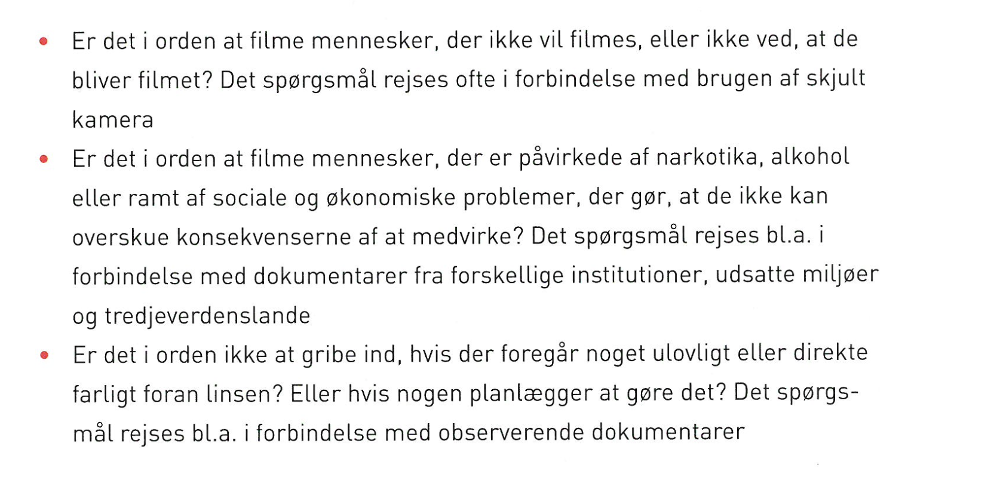 • Er det i orden at filme mennesker, der ikke vil filmes, eller ikke ved, at de
bliver filmet? Det spørgsmål rejses ofte i forbindelse med brugen af skjult
kamera
• Er det i orden at filme mennesker, der er påvirkede af narkotika, alkohol
eller ramt af sociale og økonomiske problemer, der gør, at de ikke kan
overskue konsekvenserne af at medvirke? Det spørgsmål rejses bl.a. i
forbindelse med dokumentarer fra forskellige institutioner, udsatte miljøer
og tredjeverdenslande
• Er det i orden ikke at gribe ind, hvis der foregår noget ulovligt eller direkte
farligt foran linsen? Eller hvis nogen planlægger at gøre det? Det spørgs-
mål rejses bl.a. i forbindelse med observerende dokumentarer